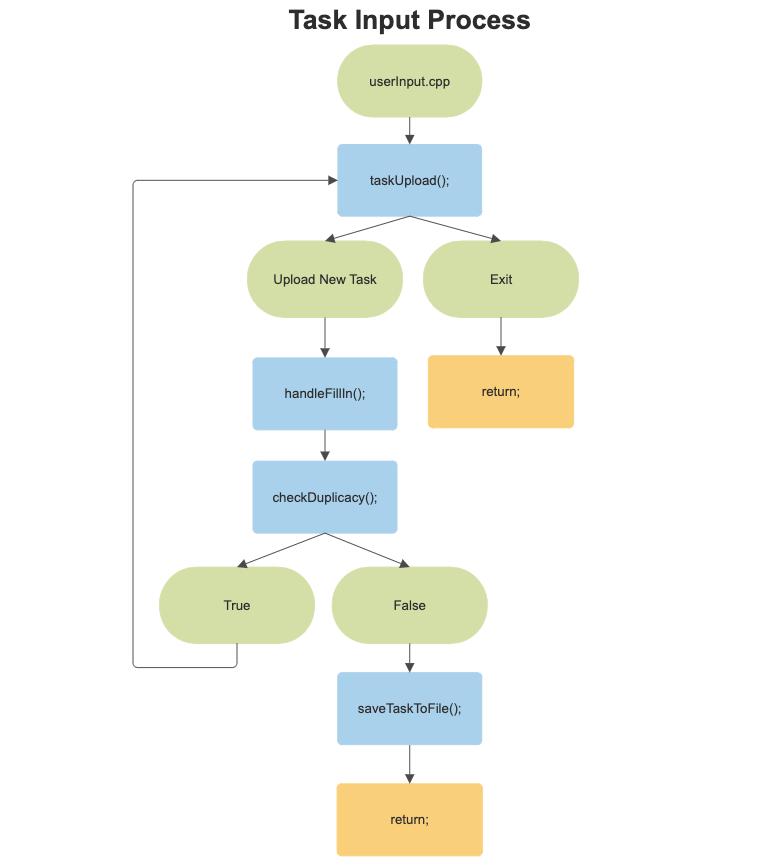 Task Input Process
userInput.cpp
taskUpload();
Upload New Task
Exit
handleFillIn();
return;
checkDuplicacy();
True
False
saveTaskToFile();
return;